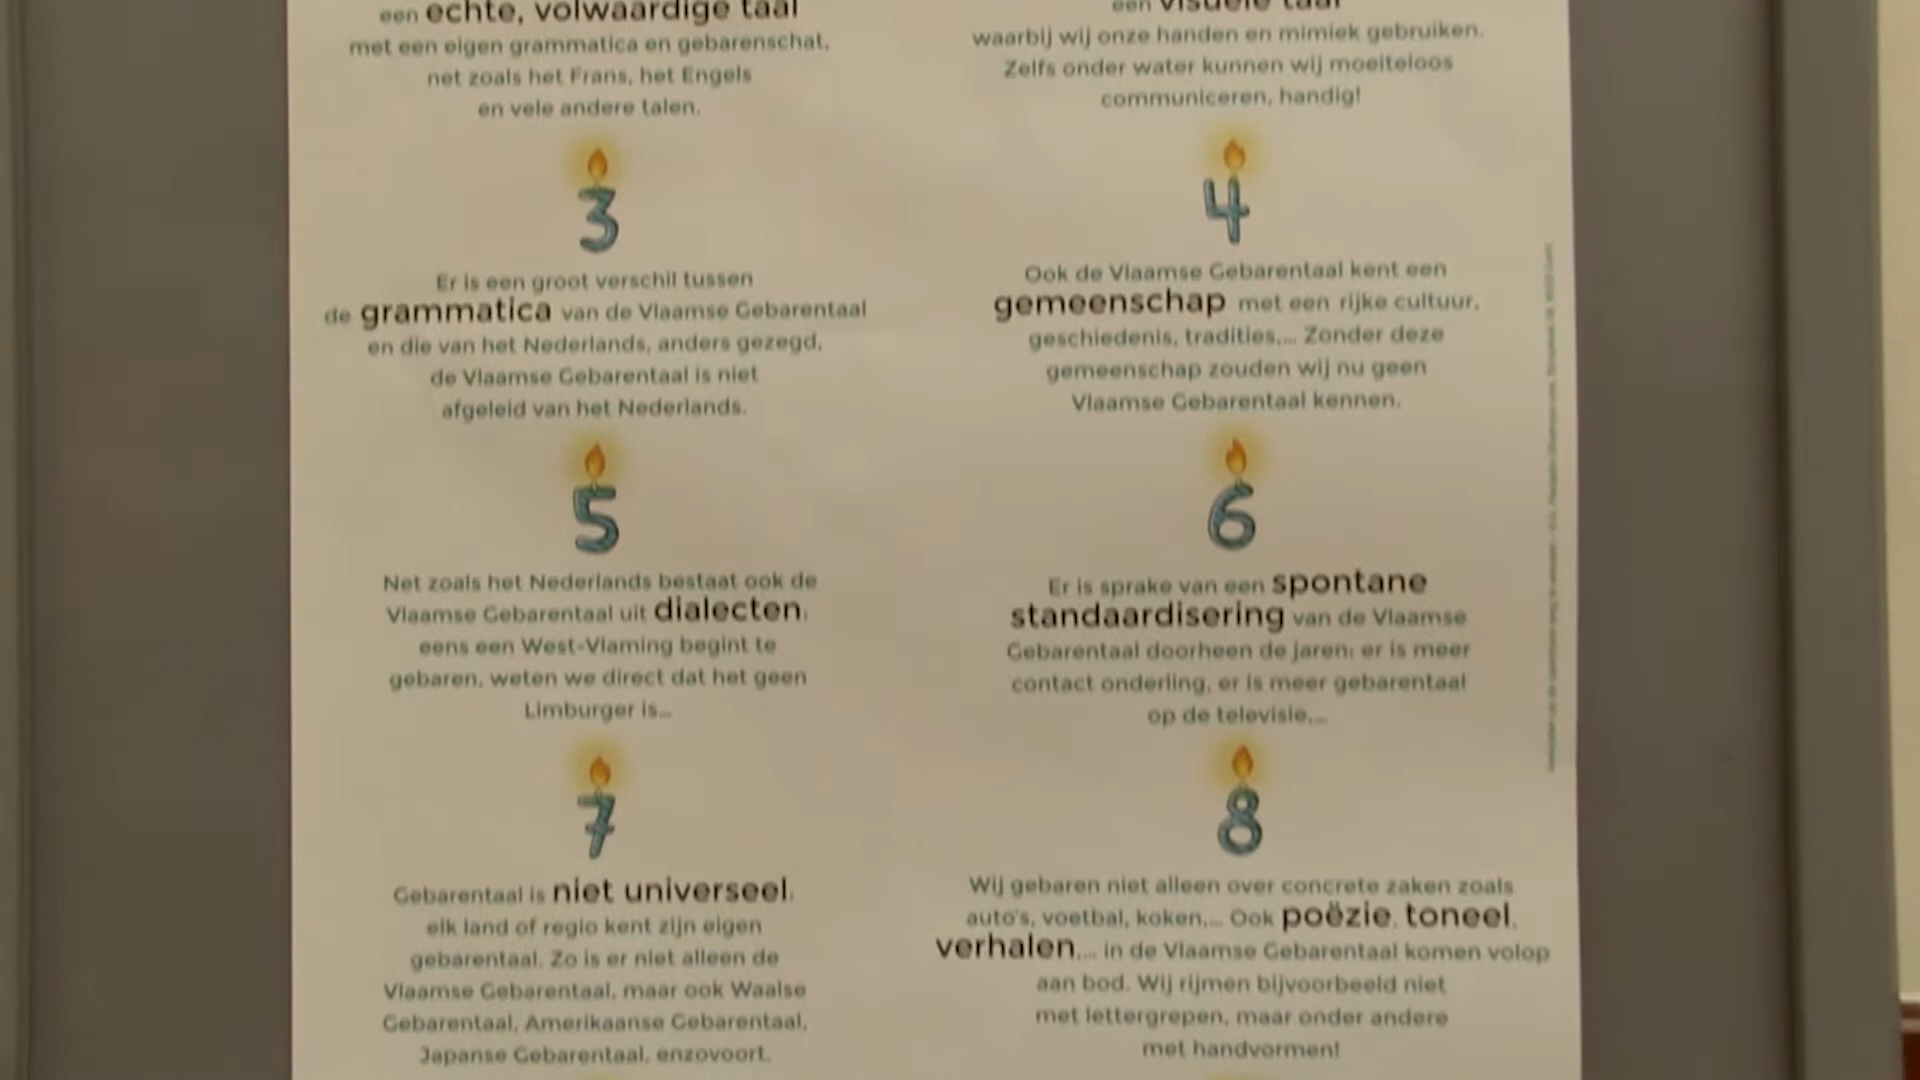 een echte, volwaardige taal
met een eigen grammatica en gebarenschat,
net zoals het Frans, het Engels
en vele andere talen.
een visuele taal
waarbij wij onze handen en mimiek gebruiken.
Zelfs onder water kunnen wij moeiteloos
communiceren, handig!
3
Er is een groot verschil tussen
de grammatica van de Vlaamse Gebarentaal
en die van het Nederlands, anders gezegd,
de Vlaamse Gebarentaal is niet
afgeleid van het Nederlands.
4
Ook de Vlaamse Gebarentaal kent een
gemeenschap met een rijke cultuur,
geschiedenis, tradities,... Zonder deze
gemeenschap zouden wij nu geen
Vlaamse Gebarentaal kennen.
5
Net zoals het Nederlands bestaat ook de
Vlaamse Gebarentaal uit dialecten:
eens een West-Vlaming begint te
gebaren, weten we direct dat het geen
Limburger is...
6
Er is sprake van een spontane
standaardisering van de Vlaamse
Gebarentaal doorheen de jaren: er is meer
contact onderling, er is meer gebarentaal
op de televisie,...
7
Gebarentaal is niet universeel:
elk land of regio kent zijn eigen
gebarentaal. Zo is er niet alleen de
Vlaamse Gebarentaal, maar ook Waalse
Gebarentaal, Amerikaanse Gebarentaal,
Japanse Gebarentaal, enzovoort.
8
Wij gebaren niet alleen over concrete zaken zoals
auto's, voetbal, koken,... Ook poëzie, toneel,
verhalen,... in de Vlaamse Gebarentaal komen volop
aan bod. Wij rijmen bijvoorbeeld niet
met lettergrepen, maar onder andere
met handvormen!